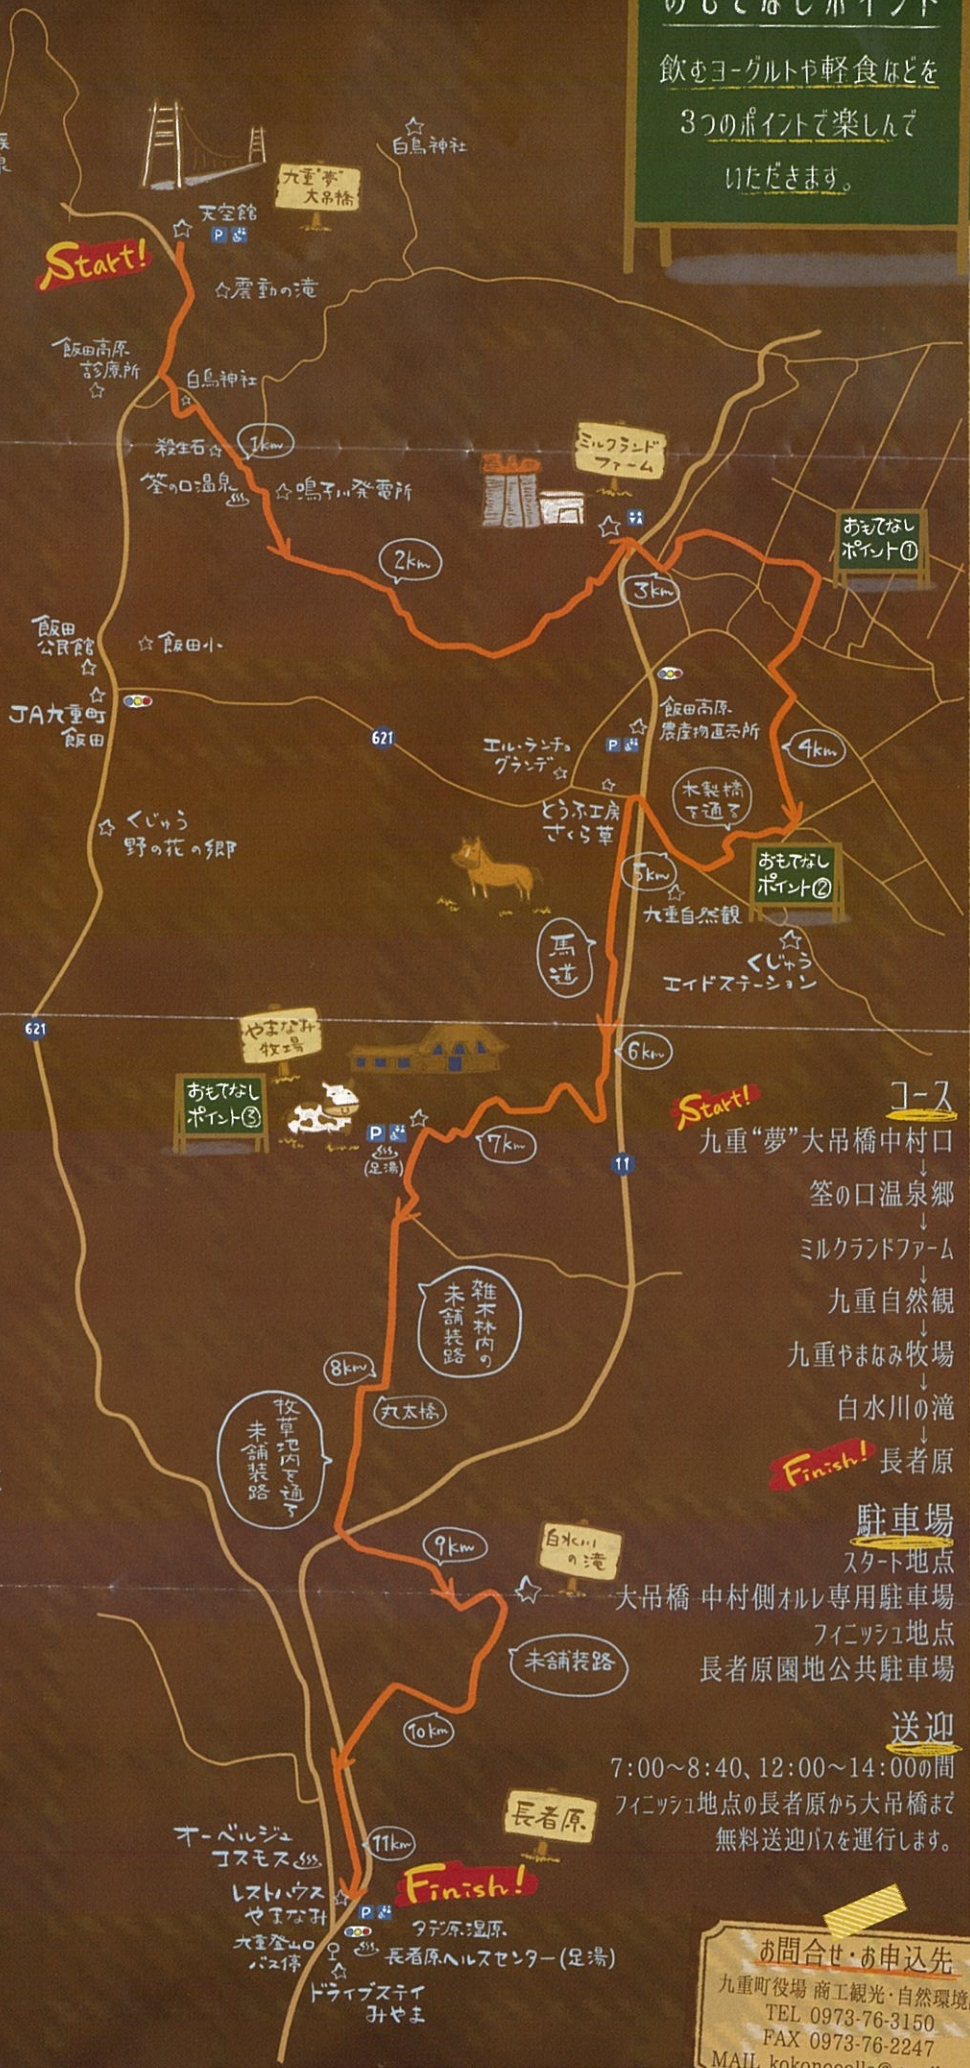 おもてなしポイント
飲むヨーグルトや軽食などを
3つのポイントで楽しんで
いただきます。
白鳥神社
九重"夢"
大吊橋
天空館
P
Start!
震動の滝
飯田高原
診療所
白鳥神社
殺生石
1km
筌の口温泉
鳴子川発電所
ミルクランド
ファーム
2km
おもてなし
ポイント①
3km
飯田
公民館
飯田小
JA九重町
飯田
621
飯田高原
農産物直売所
P
エル・ランチョ
グランデ
4km
木製橋
を通る
とうふ工房
さくら草
くじゅう
野の花の郷
おもてなし
ポイント②
5km
九重自然観
馬道
くじゅう
エイドステーション
621
やまなみ
牧場
6km
おもてなし
ポイント③
P
(足湯)
7km
11
雑木林内の
未舗装路
8km
丸太橋
牧草地内を通る
未舗装路
9km
白水川
の滝
未舗装路
10km
長者原
11km
オーベルジュ
コスモス
Finish!
レストハウス
やまなみ
P
タデ原湿原
九重登山口
バス停
長者原ヘルスセンター(足湯)
ドライブステイ
みやま
コース
Start!
九重“夢”大吊橋中村口
↓
筌の口温泉郷
↓
ミルクランドファーム
↓
九重自然観
↓
九重やまなみ牧場
↓
白水川の滝
↓
Finish! 長者原
駐車場
スタート地点
大吊橋 中村側オルレ専用駐車場
フィニッシュ地点
長者原園地公共駐車場
送迎
7:00～8:40、12:00～14:00の間
フィニッシュ地点の長者原から大吊橋まで
無料送迎バスを運行します。
お問合せ・お申込先
九重町役場 商工観光・自然環境
TEL 0973-76-3150
FAX 0973-76-2247
MAIL